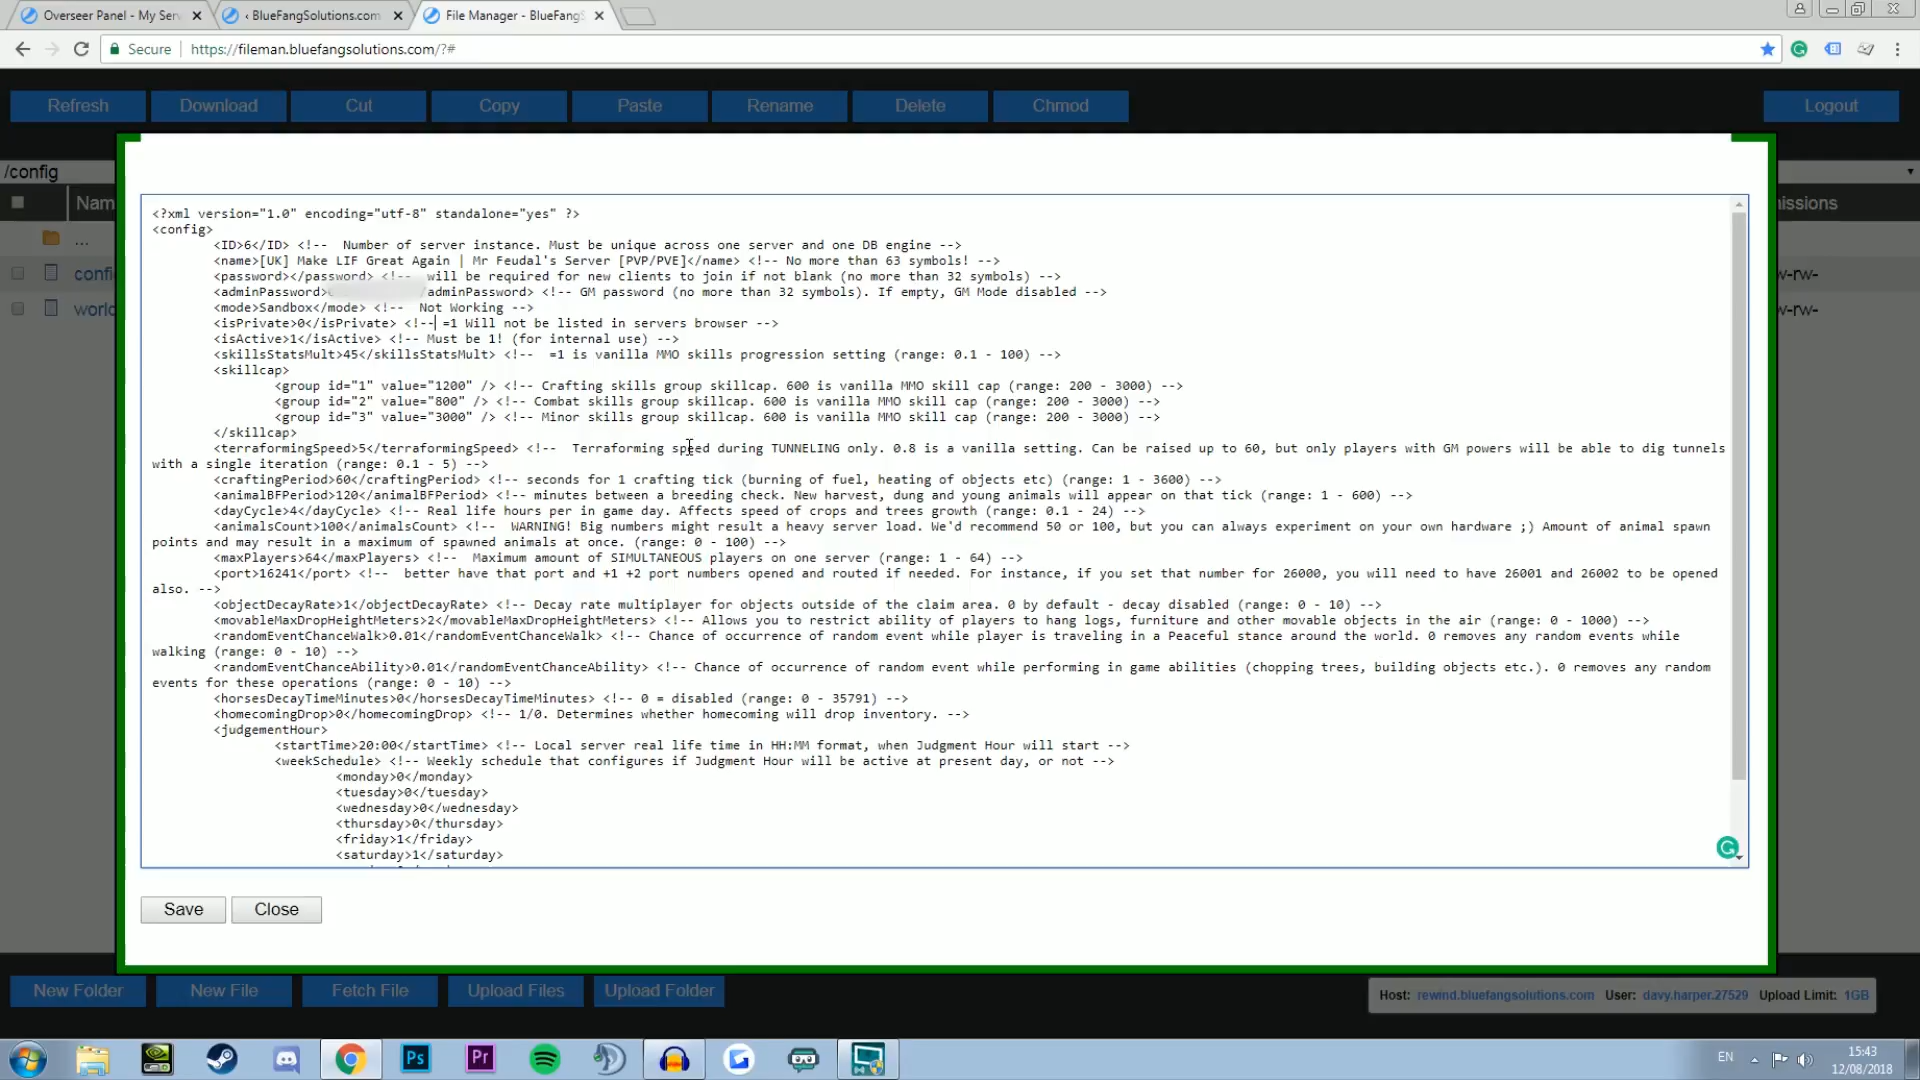 Overseer Panel - My Serv
‹ BlueFangSolutions.com
File Manager - BlueFangS
Secure
https://fileman.bluefangsolutions.com/?#
Refresh
Download
Cut
Copy
Paste
Rename
Delete
Chmod
Logout
/config
Nam
issions
...
config
w-rw-
world
w-rw-
<?xml version="1.0" encoding="utf-8" standalone="yes" ?>
<config>
<ID>6</ID> <!-- Number of server instance. Must be unique across one server and one DB engine -->
<name>[UK] Make LIF Great Again | Mr Feudal's Server [PVP/PVE]</name> <!-- No more than 63 symbols! -->
<password></password> <!-- will be required for new clients to join if not blank (no more than 32 symbols) -->
<adminPassword> /adminPassword> <!-- GM password (no more than 32 symbols). If empty, GM Mode disabled -->
<mode>Sandbox</mode> <!-- Not Working -->
<isPrivate>0</isPrivate> <!-- =1 Will not be listed in servers browser -->
<isActive>1</isActive> <!-- Must be 1! (for internal use) -->
<skillsStatsMult>45</skillsStatsMult> <!-- =1 is vanilla MMO skills progression setting (range: 0.1 - 100) -->
<skillcap>
<group id="1" value="1200" /> <!-- Crafting skills group skillcap. 600 is vanilla MMO skill cap (range: 200 - 3000) -->
<group id="2" value="800" /> <!-- Combat skills group skillcap. 600 is vanilla MMO skill cap (range: 200 - 3000) -->
<group id="3" value="3000" /> <!-- Minor skills group skillcap. 600 is vanilla MMO skill cap (range: 200 - 3000) -->
</skillcap>
<terraformingSpeed>5</terraformingSpeed> <!-- Terraforming speed during TUNNELING only. 0.8 is a vanilla setting. Can be raised up to 60, but only players with GM powers will be able to dig tunnels
with a single iteration (range: 0.1 - 5) -->
<craftingPeriod>60</craftingPeriod> <!-- seconds for 1 crafting tick (burning of fuel, heating of objects etc) (range: 1 - 3600) -->
<animalBFPeriod>120</animalBFPeriod> <!-- minutes between a breeding check. New harvest, dung and young animals will appear on that tick (range: 1 - 600) -->
<dayCycle>4</dayCycle> <!-- Real life hours per in game day. Affects speed of crops and trees growth (range: 0.1 - 24) -->
<animalsCount>100</animalsCount> <!-- WARNING! Big numbers might result a heavy server load. We'd recommend 50 or 100, but you can always experiment on your own hardware ;) Amount of animal spawn
points and may result in a maximum of spawned animals at once. (range: 0 - 100) -->
<maxPlayers>64</maxPlayers> <!-- Maximum amount of SIMULTANEOUS players on one server (range: 1 - 64) -->
<port>16241</port> <!-- better have that port and +1 +2 port numbers opened and routed if needed. For instance, if you set that number for 26000, you will need to have 26001 and 26002 to be opened
also. -->
<objectDecayRate>1</objectDecayRate> <!-- Decay rate multiplayer for objects outside of the claim area. 0 by default - decay disabled (range: 0 - 10) -->
<movableMaxDropHeightMeters>2</movableMaxDropHeightMeters> <!-- Allows you to restrict ability of players to hang logs, furniture and other movable objects in the air (range: 0 - 1000) -->
<randomEventChanceWalk>0.01</randomEventChanceWalk> <!-- Chance of occurrence of random event while player is traveling in a Peaceful stance around the world. 0 removes any random events while
walking (range: 0 - 10) -->
<randomEventChanceAbility>0.01</randomEventChanceAbility> <!-- Chance of occurrence of random event while performing in game abilities (chopping trees, building objects etc.). 0 removes any random
events for these operations (range: 0 - 10) -->
<horsesDecayTimeMinutes>0</horsesDecayTimeMinutes> <!-- 0 = disabled (range: 0 - 35791) -->
<homecomingDrop>0</homecomingDrop> <!-- 1/0. Determines whether homecoming will drop inventory. -->
<judgementHour>
<startTime>20:00</startTime> <!-- Local server real life time in HH:MM format, when Judgment Hour will start -->
<weekSchedule> <!-- Weekly schedule that configures if Judgment Hour will be active at present day, or not -->
<monday>0</monday>
<tuesday>0</tuesday>
<wednesday>0</wednesday>
<thursday>0</thursday>
<friday>1</friday>
<saturday>1</saturday>
Save
Close
New Folder
New File
Fetch File
Upload Files
Upload Folder
Host: rewind.bluefangsolutions.com User: davy.harper.27529 Upload Limit: 1GB
Ps
Pr
EN
15:43
12/08/2018